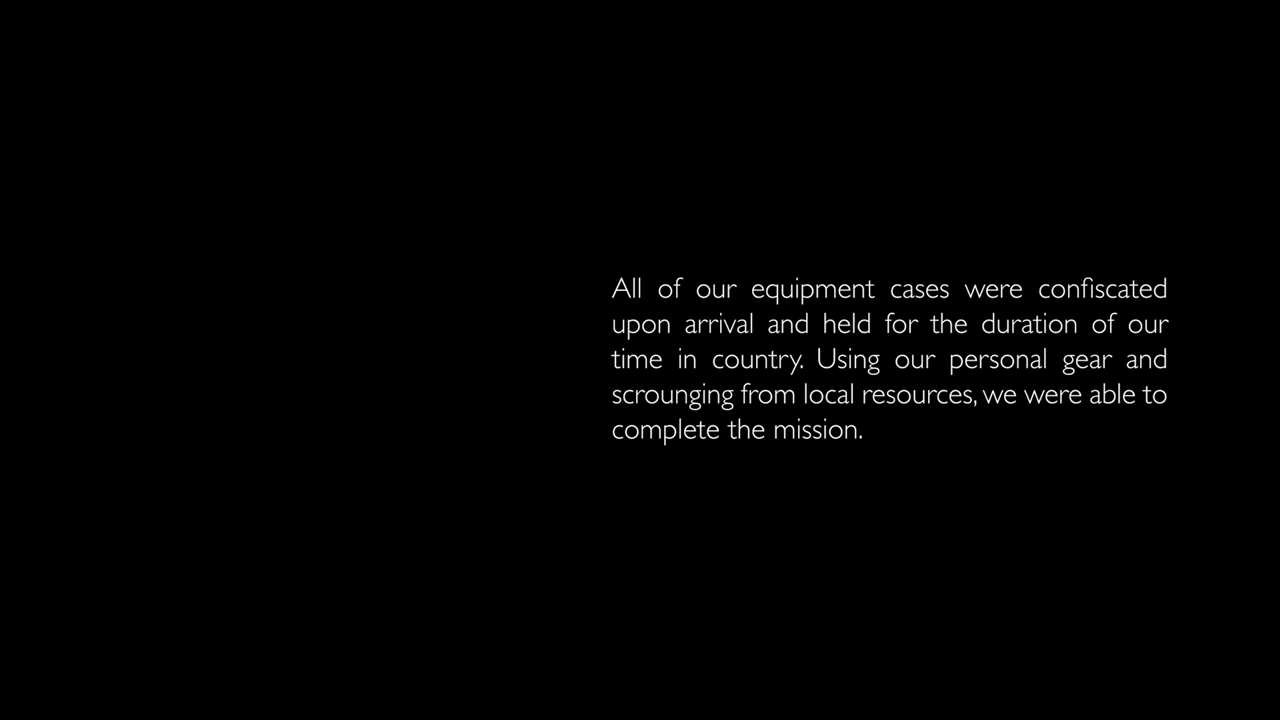 All of our equipment cases were confiscated
upon arrival and held for the duration of our
time in country. Using our personal gear and
scrounging from local resources, we were able to
complete the mission.